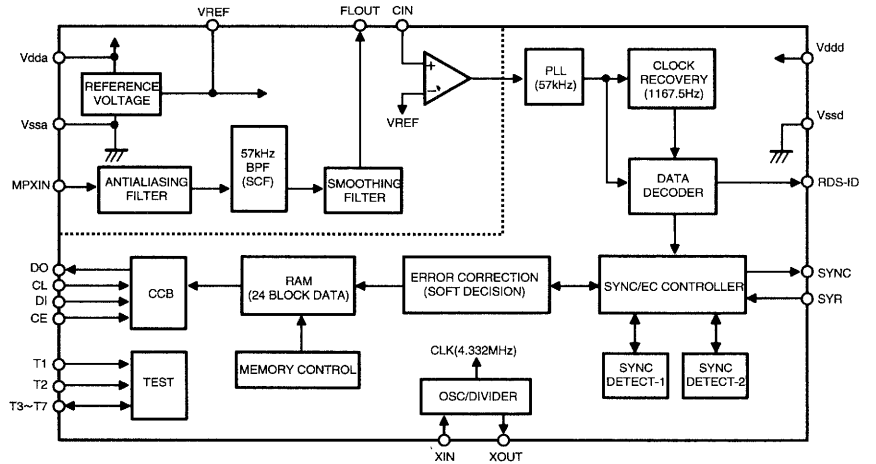 VREF
FLOUT
CIN
Vdda
REFERENCE
VOLTAGE
Vssa
+
-
VREF
PLL
(57kHz)
CLOCK
RECOVERY
(1167.5Hz)
Vddd
Vssd
MPXIN
ANTIALIASING
FILTER
57kHz
BPF
(SCF)
SMOOTHING
FILTER
DATA
DECODER
RDS-ID
DO
CL
DI
CE
CCB
RAM
(24 BLOCK DATA)
ERROR CORRECTION
(SOFT DECISION)
SYNC/EC CONTROLLER
SYNC
SYR
MEMORY CONTROL
CLK(4.332MHz)
SYNC
DETECT-1
SYNC
DETECT-2
T1
T2
T3~T7
TEST
OSC/DIVIDER
XIN
XOUT